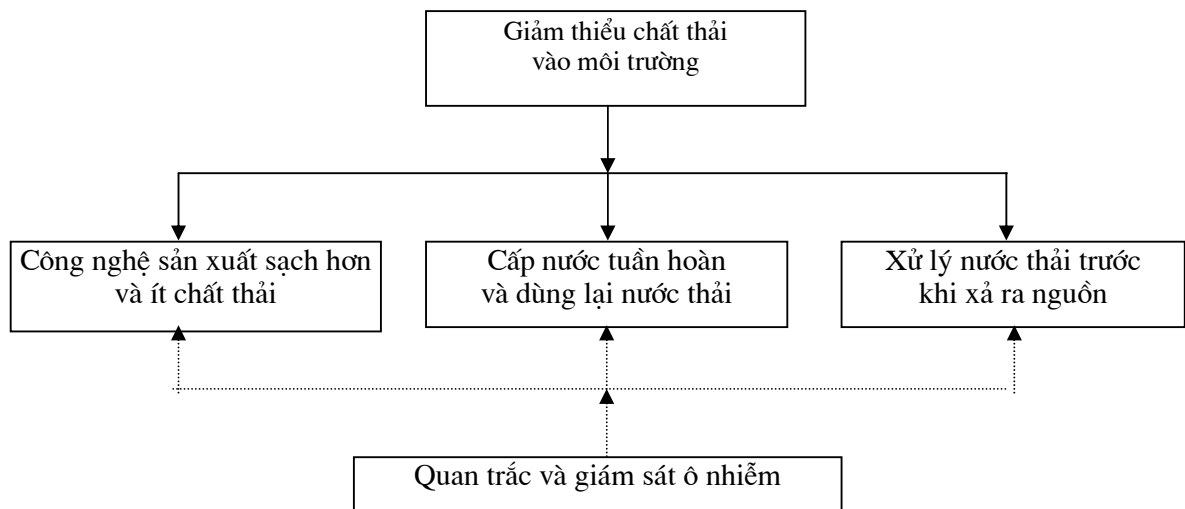 Giảm thiểu chất thải
vào môi trường
Công nghệ sản xuất sạch hơn
và ít chất thải
Cấp nước tuần hoàn
và dùng lại nước thải
Xử lý nước thải trước
khi xả ra nguồn
Quan trắc và giám sát ô nhiễm